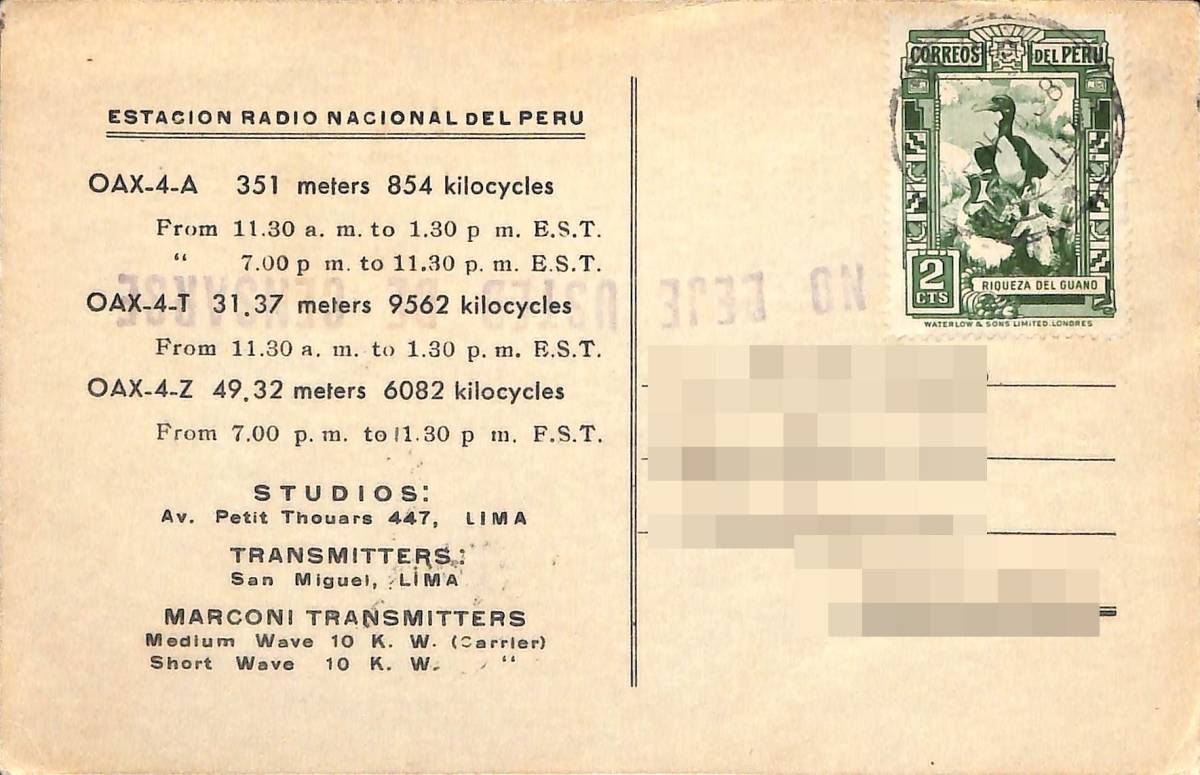 ESTACION RADIO NACIONAL DEL PERU
OAX-4-A 351 meters 854 kilocycles
From 11.30 a. m. to 1.30 p m. E.S.T.
“ 7.00 p m. to 11.30 p. m. E.S.T.
OAX-4-T 31,37 meters 9562 kilocycles
From 11.30 a. m. to 1.30 p. m. E.S.T.
OAX-4-Z 49,32 meters 6082 kilocycles
From 7.00 p. m. to 11.30 p m. E.S.T.
STUDIOS:
Av. Petit Thouars 447, LIMA
TRANSMITTERS:
San Miguel, LIMA
MARCONI TRANSMITTERS
Medium Wave 10 K. W. (Carrier)
Short Wave 10 K. W. “
CORREOS DEL PERU
2
CTS
RIQUEZA DEL GUANO
WATERLOW & SONS LIMITED. LONDRES
NO DEJE USTED DE